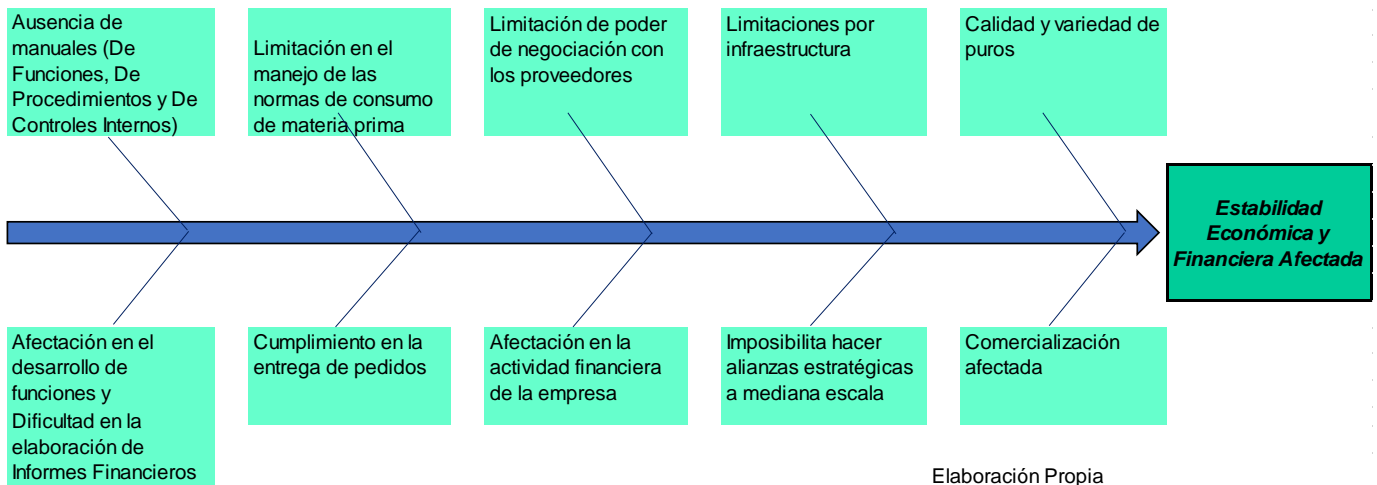 Ausencia de
manuales (De
Funciones, De
Procedimientos y De
Controles Internos)
Limitación en el
manejo de las
normas de consumo
de materia prima
Limitación de poder
de negociación con
los proveedores
Limitaciones por
infraestructura
Calidad y variedad de
puros
Estabilidad
Económica y
Financiera Afectada
Afectación en el
desarrollo de
funciones y
Dificultad en la
elaboración de
Informes Financieros
Cumplimiento en la
entrega de pedidos
Afectación en la
actividad financiera
de la empresa
Imposibilita hacer
alianzas estratégicas
a mediana escala
Comercialización
afectada
Elaboración Propia